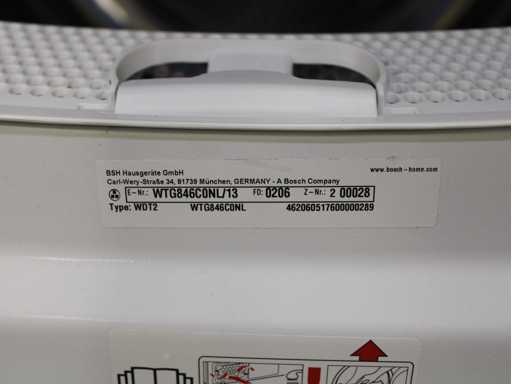 BSH Hausgeräte GmbH
www.bosch-home.com
Carl-Wery-Straße 34, 81739 München, GERMANY - A Bosch Company
E-Nr.: WTG846C0NL/13 FD: 0206 Z-Nr.: 2 00028
Type: WDT2 WTG846C0NL 462060517600000289